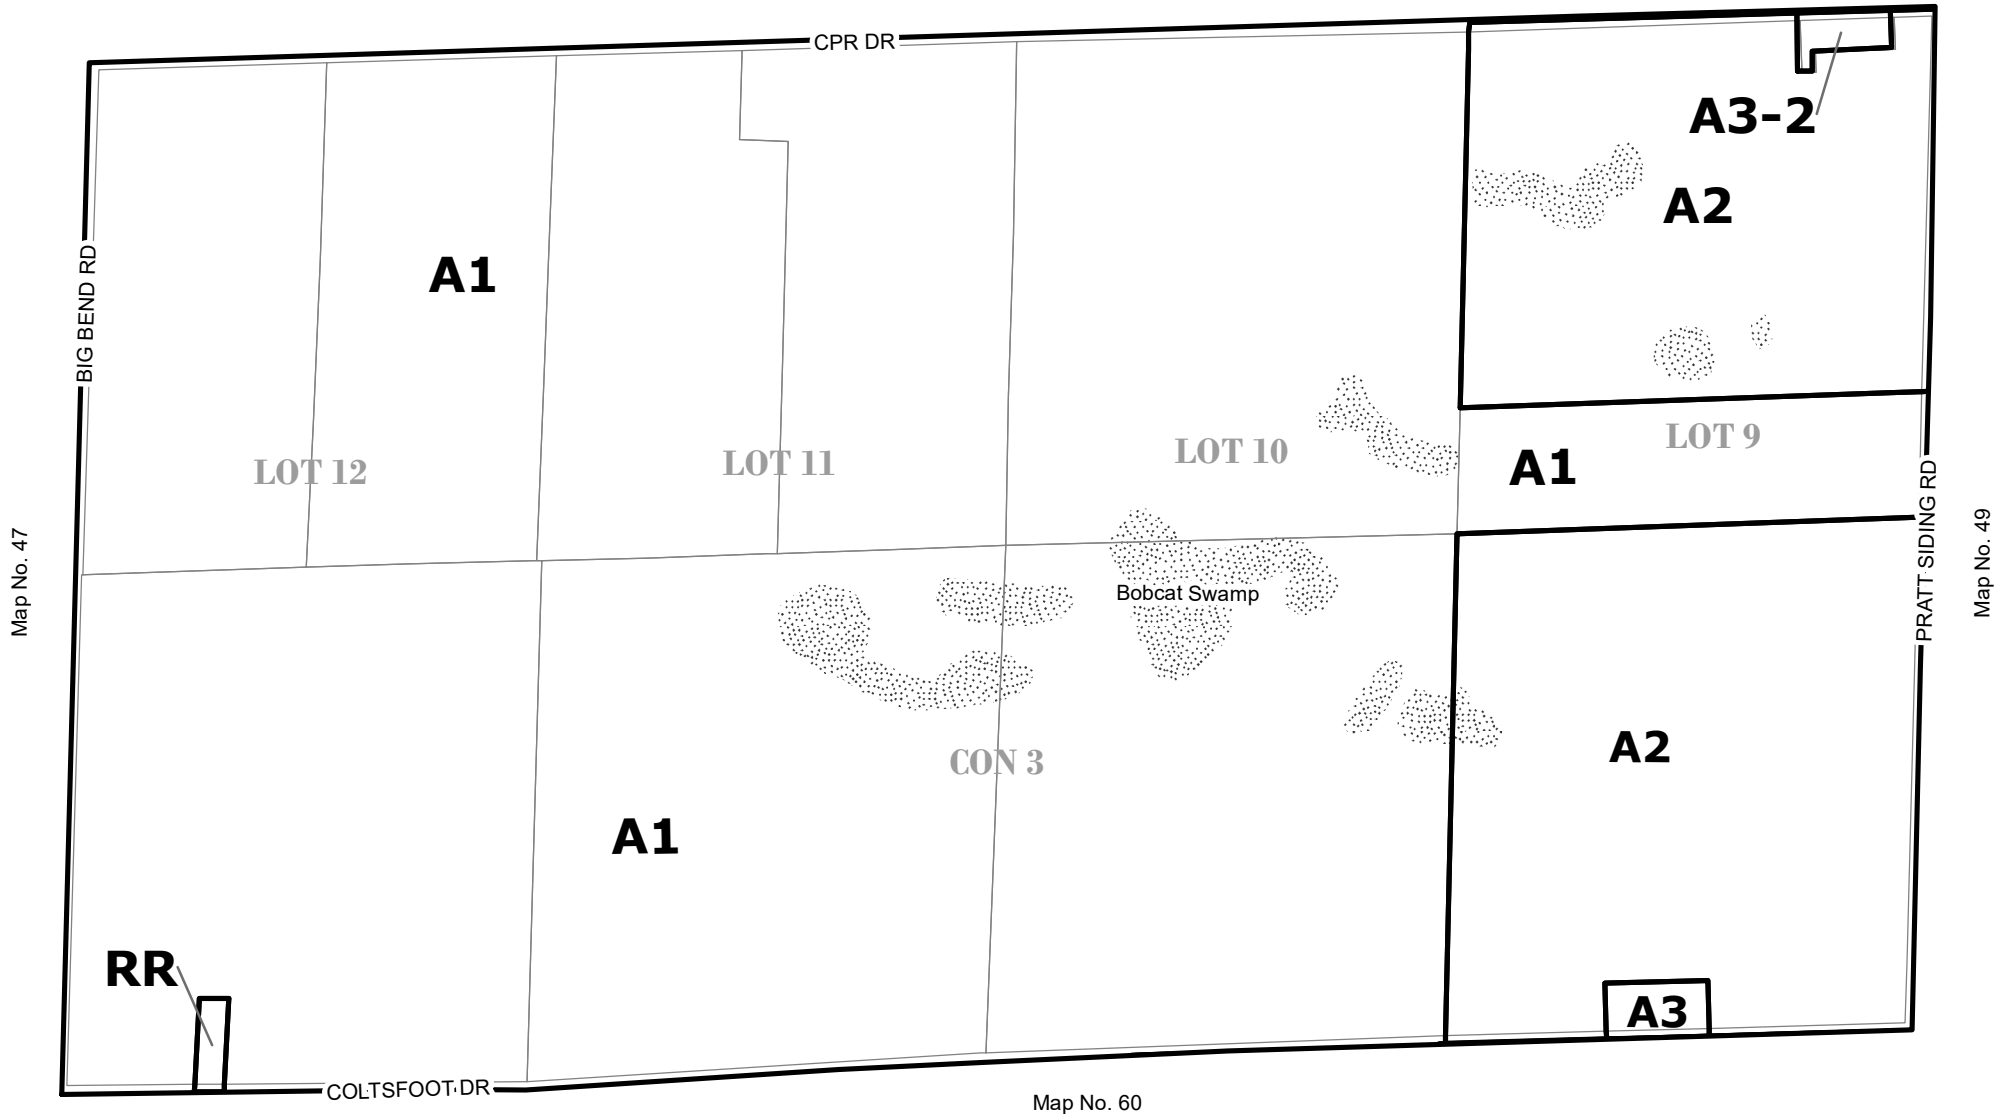 CPR DR
A3-2
A2
BIG BEND RD
A1
LOT 12
LOT 11
LOT 10
LOT 9
A1
PRATT SIDING RD
Map No. 47
Map No. 49
Bobcat Swamp
CON 3
A2
A1
RR
A3
COLTSFOOT DR
Map No. 60